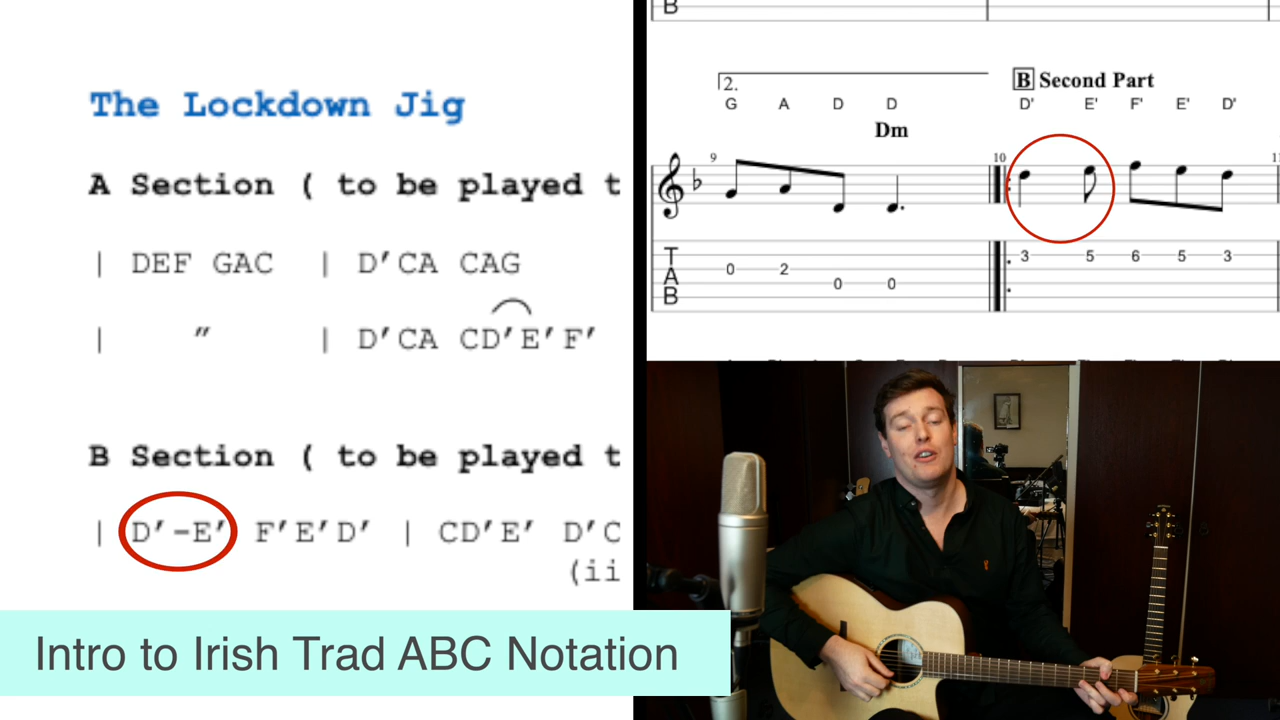 The Lockdown Jig
A Section ( to be played t
| DEF GAC | D’CA CAG
| ” | D’CA CD’E’F’
B Section ( to be played t
| D’-E’ F’E’D’ | CD’E’ D’C
(ii
Intro to Irish Trad ABC Notation
B
2.
B Second Part
G A D D D' E' F' E' D'
Dm
9 10 11
T
A
B
0 2 0 0 3 5 6 5 3